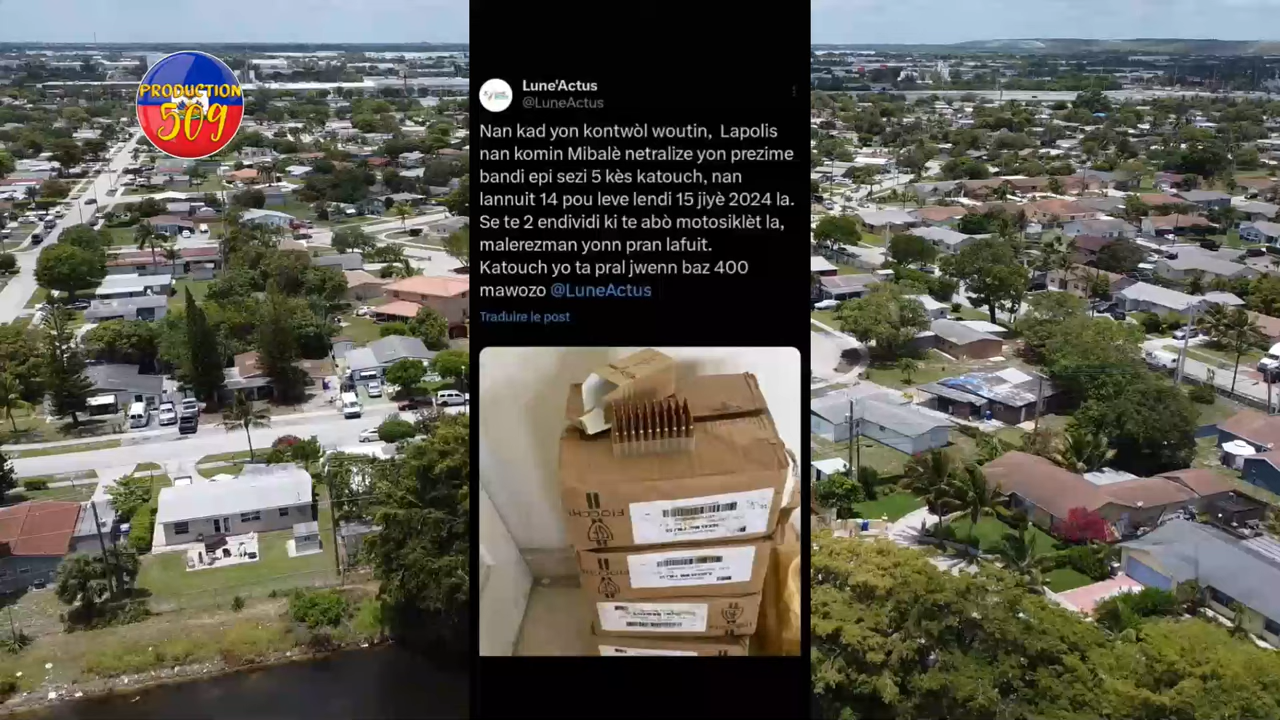 PRODUCTION
509
Lune'Actus
@LuneActus
Nan kad yon kontwòl woutin, Lapolis
nan komin Mibalè netralize yon prezime
bandi epi sezi 5 kès katouch, nan
lannuit 14 pou leve lendi 15 jiyè 2024 la.
Se te 2 endividi ki te abò motosiklèt la,
malerezman yonn pran lafuit.
Katouch yo ta pral jwenn baz 400
mawozo @LuneActus
Traduire le post
FIOCCHI